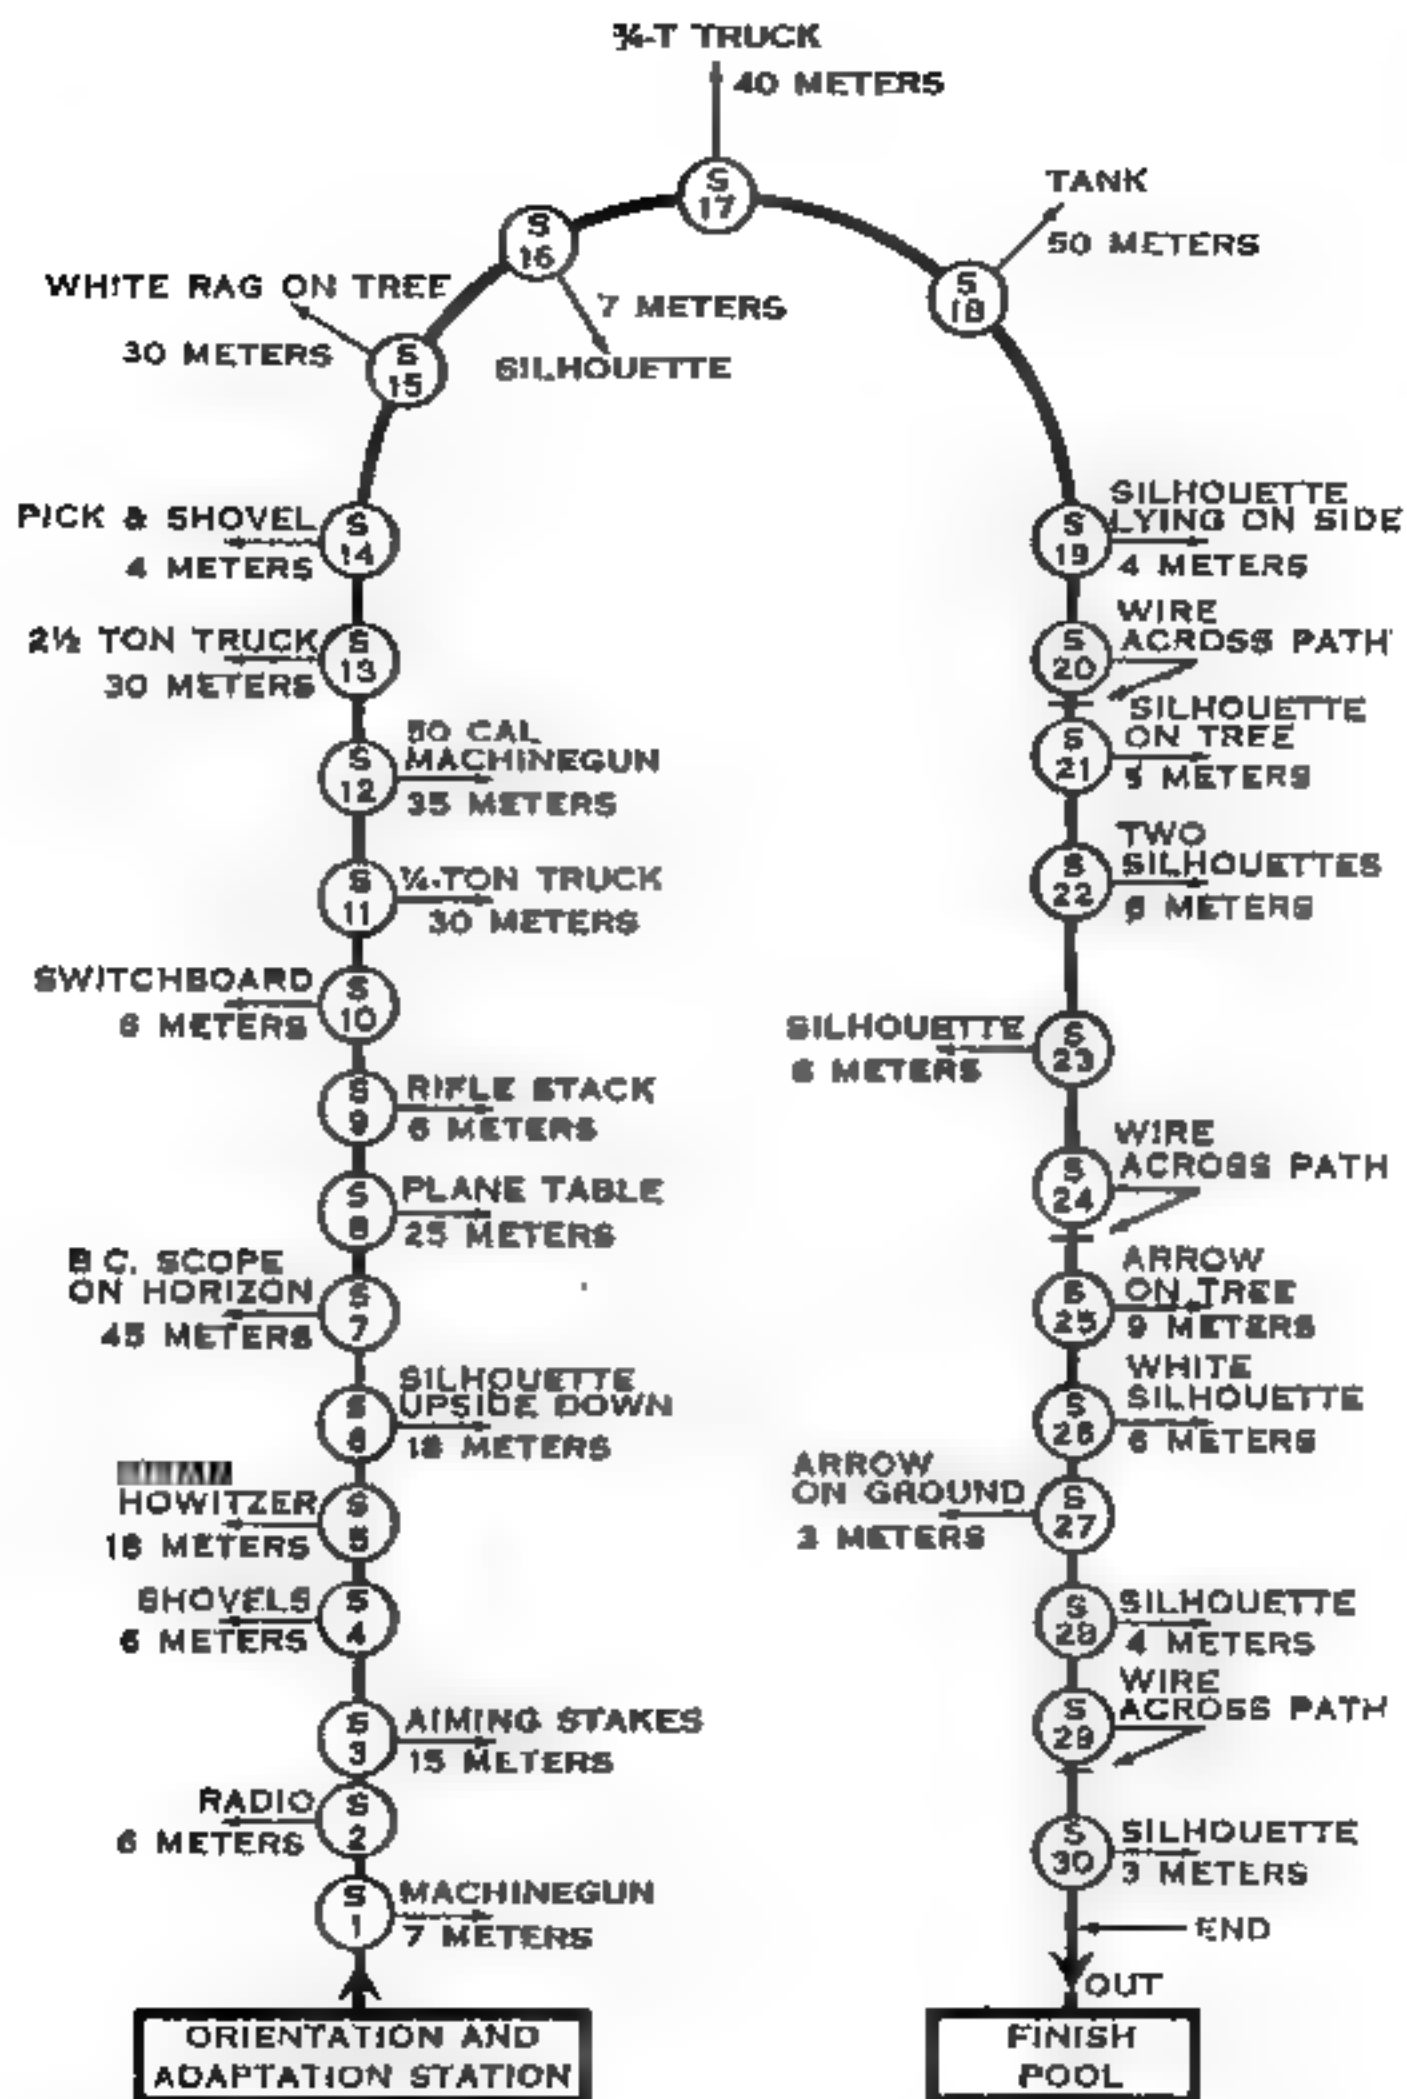 ¾-T TRUCK
40 METERS
S
17
TANK
50 METERS
S
18
S
16
7 METERS
SILHOUETTE
WHITE RAG ON TREE
30 METERS
S
15
PICK & SHOVEL
4 METERS
S
14
2½ TON TRUCK
30 METERS
S
13
50 CAL
MACHINEGUN
35 METERS
S
12
¼-TON TRUCK
30 METERS
S
11
SWITCHBOARD
6 METERS
S
10
RIFLE STACK
6 METERS
S
9
PLANE TABLE
25 METERS
S
8
B C. SCOPE
ON HORIZON
45 METERS
S
7
SILHOUETTE
UPSIDE DOWN
18 METERS
S
6
HOWITZER
METERS
S
5
SHOVELS
6 METERS
S
4
AIMING STAKES
15 METERS
S
3
RADIO
6 METERS
S
2
MACHINEGUN
7 METERS
S
1
ORIENTATION AND
ADAPTATION STATION
SILHOUETTE
LYING ON SIDE
4 METERS
S
19
WIRE
ACROSS PATH
S
20
SILHOUETTE
ON TREE
METERS
S
21
TWO
SILHOUETTES
METERS
S
22
SILHOUETTE
6 METERS
S
23
WIRE
ACROSS PATH
S
24
ARROW
ON TREE
9 METERS
S
25
WHITE
SILHOUETTE
6 METERS
S
26
ARROW
ON GROUND
3 METERS
S
27
SILHOUETTE
4 METERS
S
28
WIRE
ACROSS PATH
S
29
SILHOUETTE
3 METERS
S
30
END
OUT
FINISH
POOL